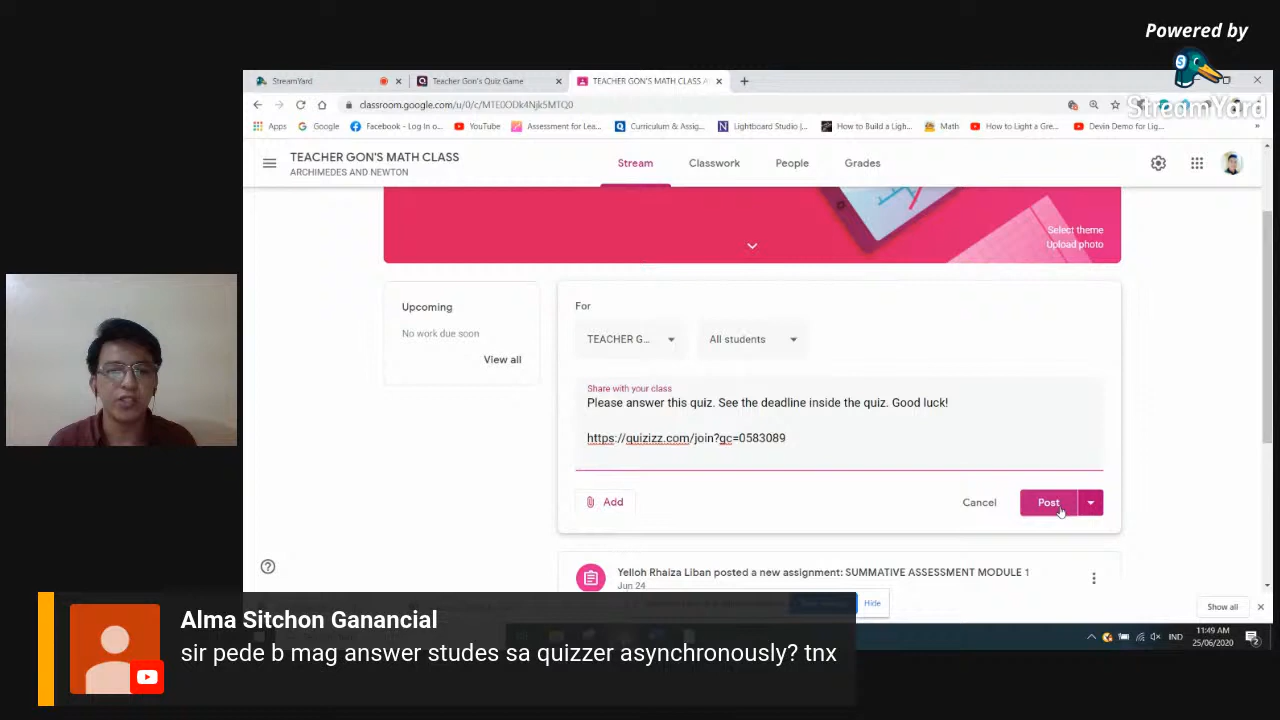 Powered by
StreamYard
StreamYard
Teacher Gon's Quiz Game
TEACHER GON'S MATH CLASS A
classroom.google.com/u/0/c/MTE0ODk4Njk5MTQ0
Apps
Google
Facebook - Log In o...
YouTube
Assessment for Lea...
Curriculum & Assig...
Lightboard Studio |...
How to Build a Ligh...
Math
How to Light a Gre...
Devin Demo for Lig...
TEACHER GON'S MATH CLASS
ARCHIMEDES AND NEWTON
Stream
Classwork
People
Grades
Select theme
Upload photo
Upcoming
No work due soon
View all
For
TEACHER G...
All students
Share with your class
Please answer this quiz. See the deadline inside the quiz. Good luck!
https://quizizz.com/join?gc=0583089
Add
Cancel
Post
Yelloh Rhaiza Liban posted a new assignment: SUMMATIVE ASSESSMENT MODULE 1
Jun 24
Hide
Show all
IND
11:49 AM
25/06/2020
Alma Sitchon Ganancial
sir pede b mag answer studes sa quizzer asynchronously? tnx